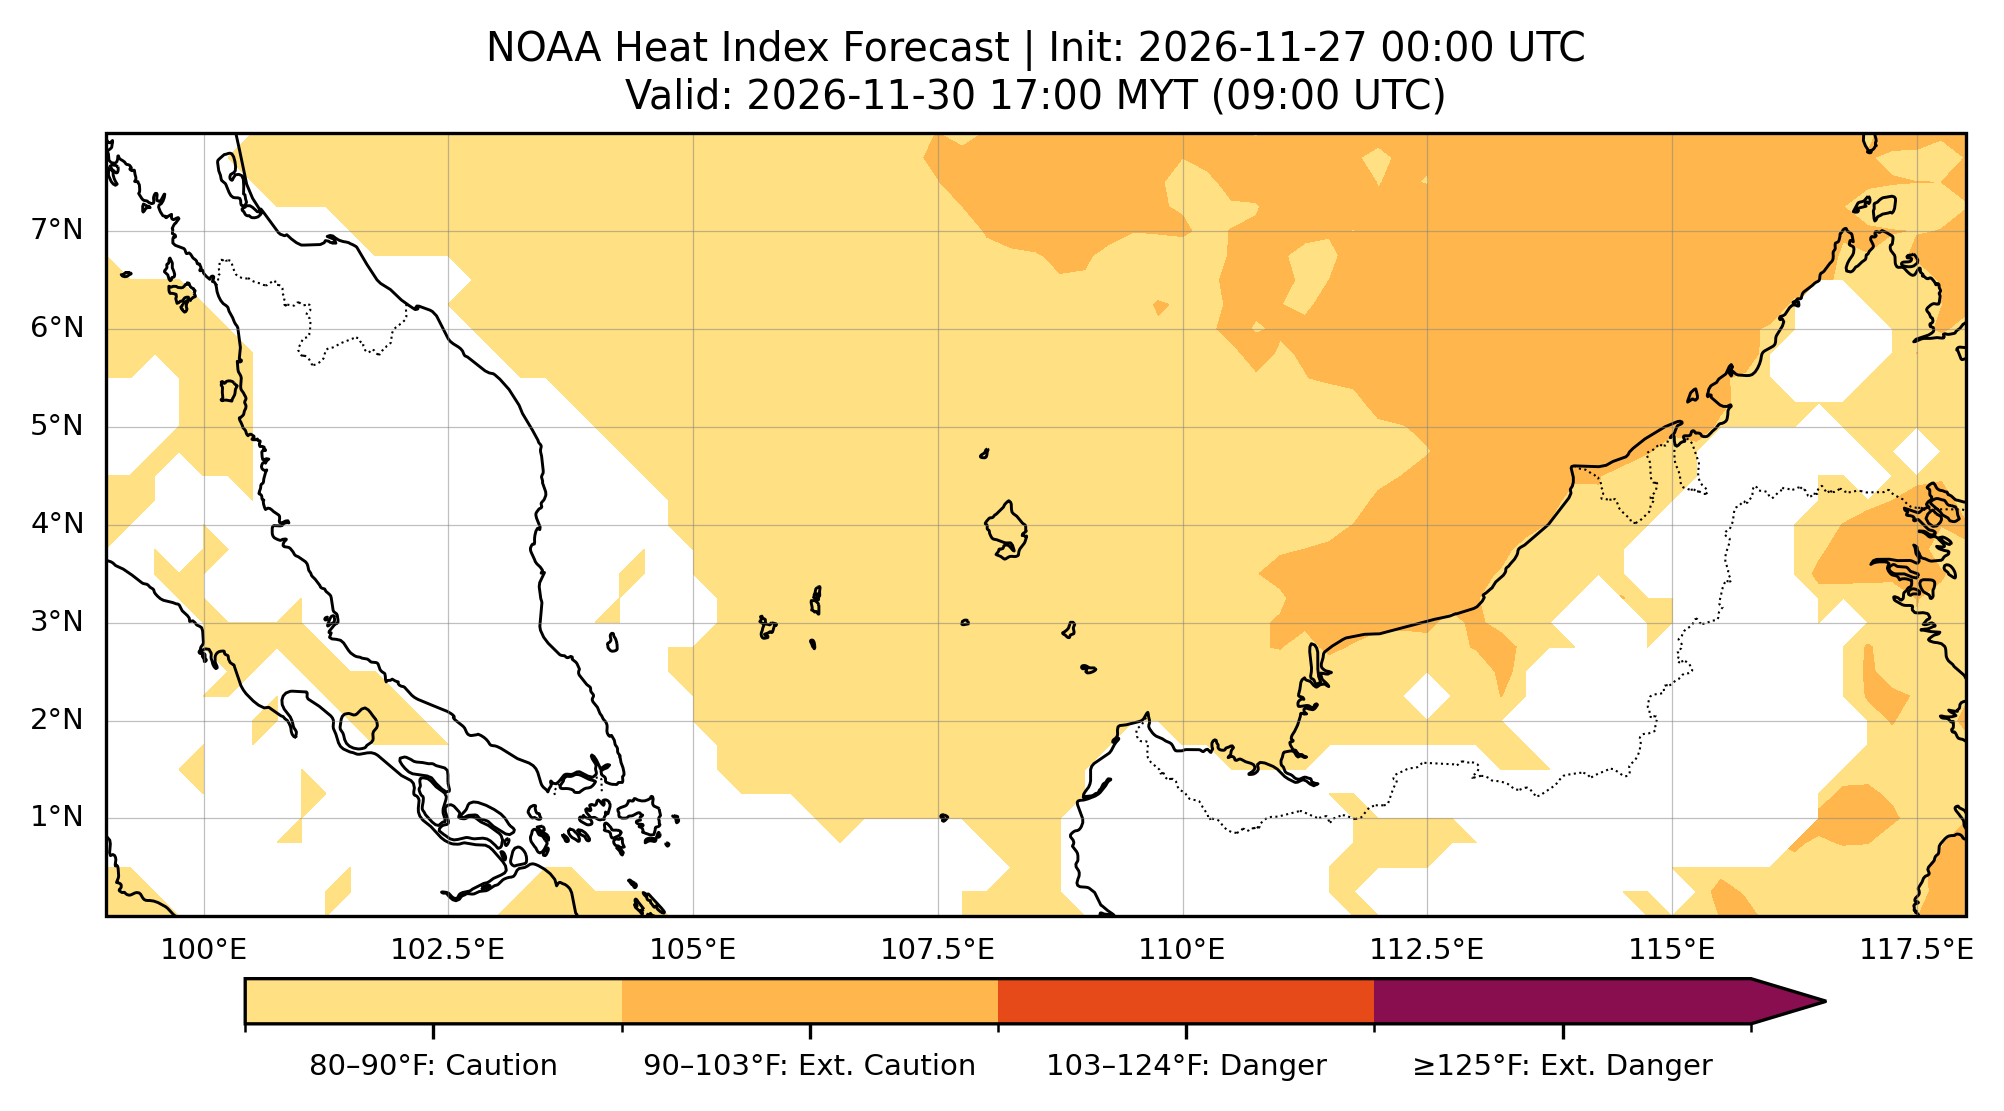 NOAA Heat Index Forecast | Init: 2026-11-27 00:00 UTC
Valid: 2026-11-30 17:00 MYT (09:00 UTC)
7°N
6°N
5°N
4°N
3°N
2°N
1°N
100°E 102.5°E 105°E 107.5°E 110°E 112.5°E 115°E 117.5°E
80–90°F: Caution 90–103°F: Ext. Caution 103–124°F: Danger ≥125°F: Ext. Danger